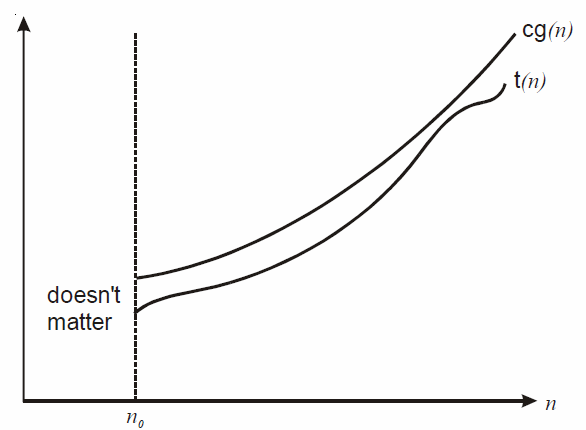 cg(n)
t(n)
doesn't
matter
n
n₀